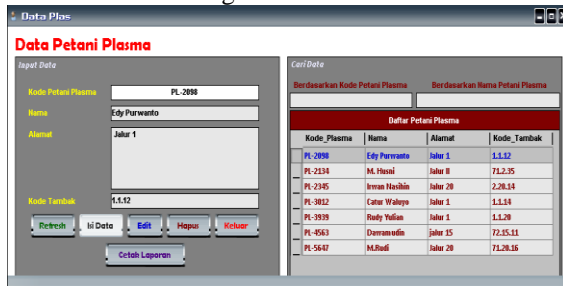 Data Plas
Data Petani Plasma
Input Data
Kode Petani Plasma
PL-2098
Nama
Edy Purwanto
Alamat
Jalur 1
Kode Tambak
1.1.12
Refresh
Isi Data
Edit
Hapus
Keluar
Cetak Laporan
Cari Data
Berdasarkan Kode Petani Plasma
Berdasarkan Nama Petani Plasma
Daftar Petani Plasma
Kode_Plasma Nama Alamat Kode_Tambak
PL-2098 Edy Purwanto Jalur 1 1.1.12
PL-2134 M. Husni Jalur II 71.2.35
PL-2345 Irwan Nasihin Jalur 20 2.20.14
PL-3012 Catur Waluyo Jalur 1 1.1.14
PL-3939 Rudy Yulian Jalur 1 1.1.20
PL-4563 Darramudin jalur 15 72.15.11
PL-5647 M.Rudi Jalur 20 71.20.16